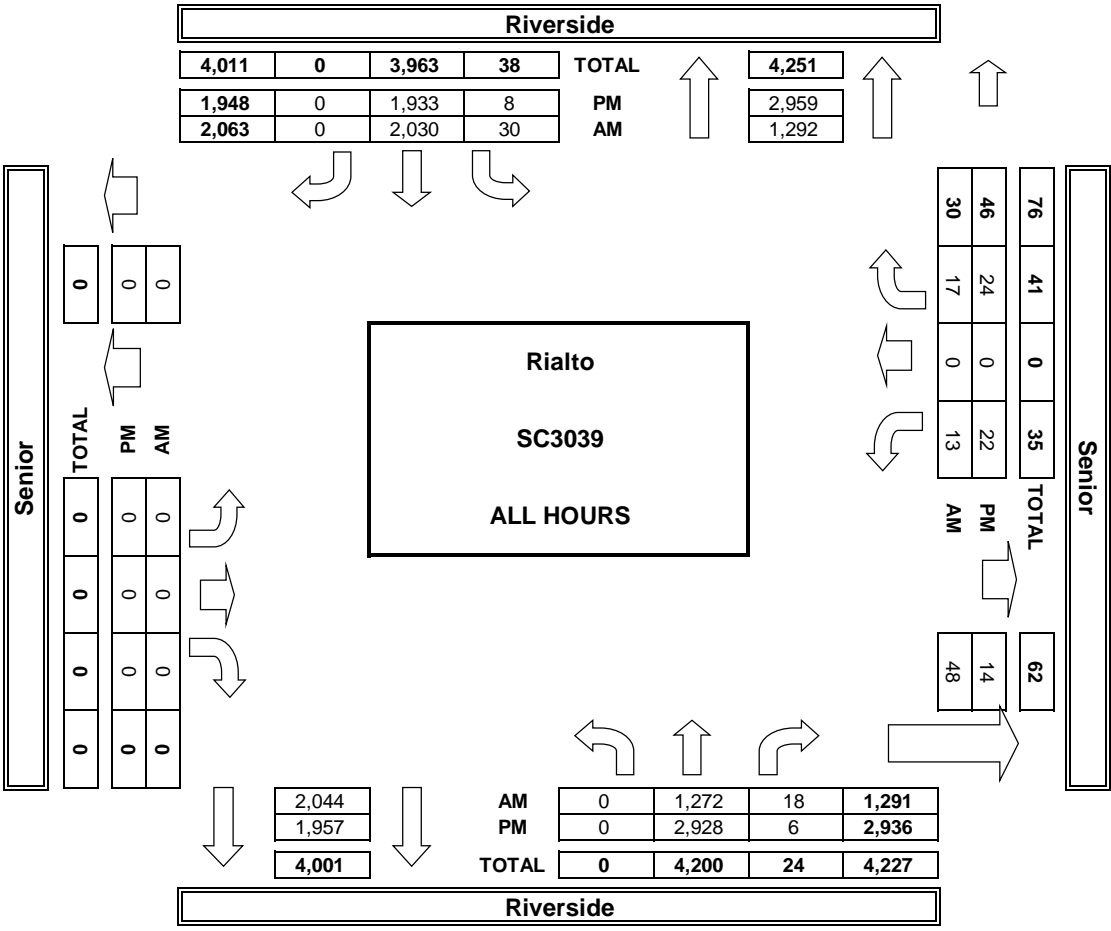 Riverside
4,011 0 3,963 38 TOTAL 4,251
1,948 0 1,933 8 PM 2,959
2,063 0 2,030 30 AM 1,292
Senior
0 0 0
TOTAL PM AM
0 0 0
0 0 0
0 0 0
0 0 0
Rialto
SC3039
ALL HOURS
30 46 76
17 24 41
0 0 0
13 22 35
AM PM TOTAL
48 14 62
Senior
2,044 AM 0 1,272 18 1,291
1,957 PM 0 2,928 6 2,936
4,001 TOTAL 0 4,200 24 4,227
Riverside